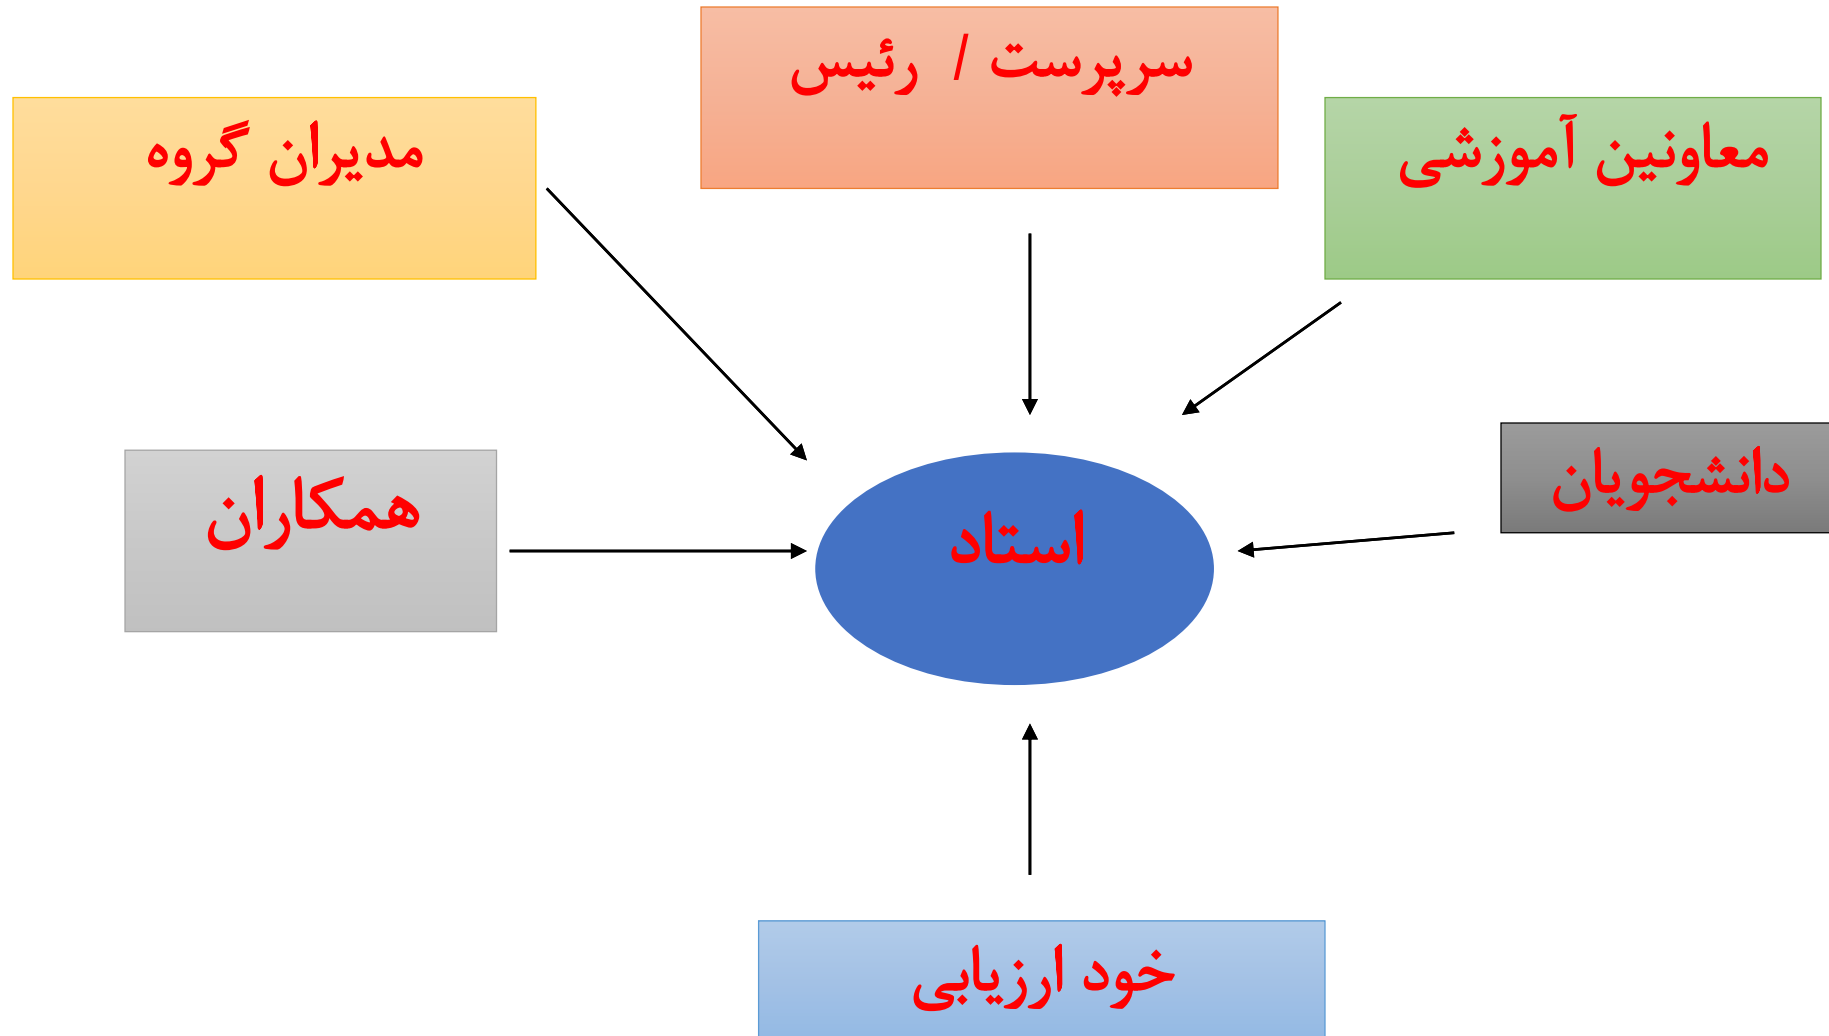 سرپرست / رئیس
معاونین آموزشی
مدیران گروه
دانشجویان
همکاران
استاد
خود ارزیابی